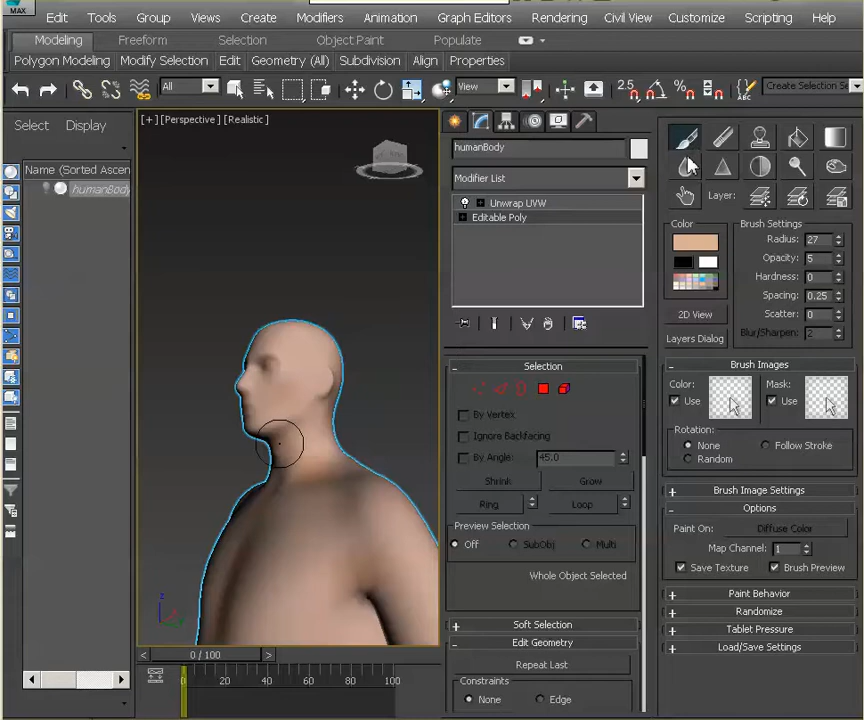 MAX
Edit Tools Group Views Create Modifiers Animation Graph Editors Rendering Civil View Customize Scripting Help
Modeling Freeform Selection Object Paint Populate
Polygon Modeling Modify Selection Edit Geometry (All) Subdivision Align Properties
All View 2.5 % ABC Create Selection Se
Select Display
Name (Sorted Ascen
humanBody
[+] [Perspective ] [Realistic ]
z
0 / 100
0 20 40 60 80 100
humanBody
Modifier List
Unwrap UVW
Editable Poly
Selection
By Vertex
Ignore Backfacing
By Angle: 45.0
Shrink Grow
Ring Loop
Preview Selection
Off SubObj Multi
Whole Object Selected
Soft Selection
Edit Geometry
Repeat Last
Constraints
None Edge
Layer:
Color
2D View
Layers Dialog
Brush Settings
Radius: 27
Opacity: 5
Hardness: 0
Spacing: 0.25
Scatter: 0
Blur/Sharpen: 2
Brush Images
Color: Use Mask: Use
Rotation:
None Follow Stroke
Random
Brush Image Settings
Options
Paint On: Diffuse Color
Map Channel: 1
Save Texture Brush Preview
Paint Behavior
Randomize
Tablet Pressure
Load/Save Settings